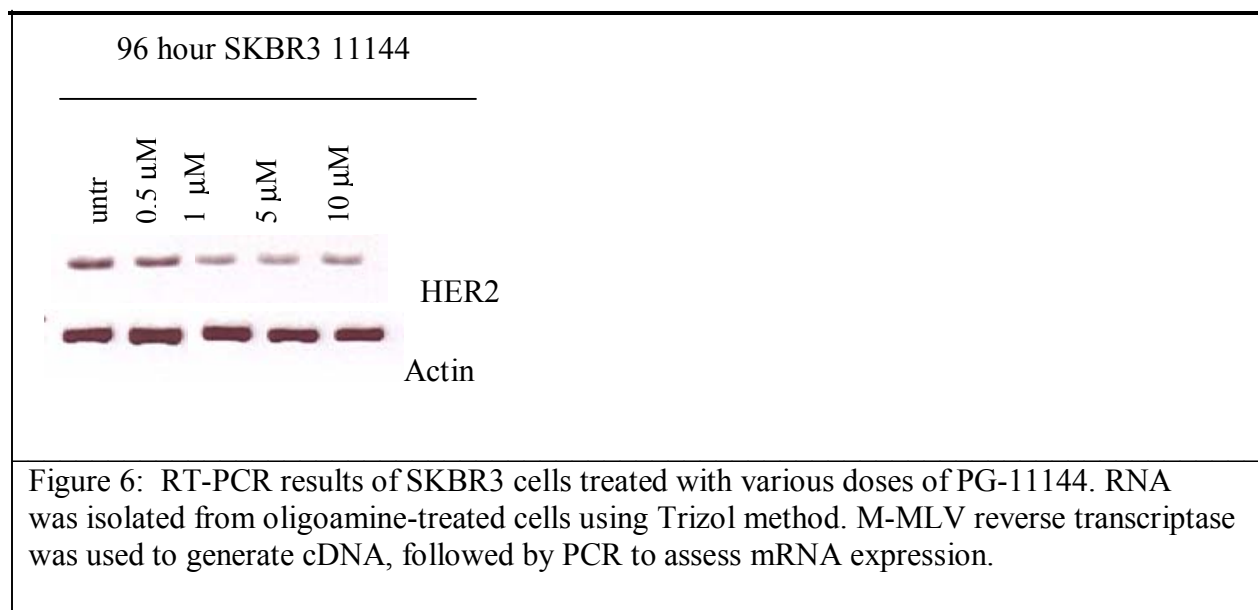 96 hour SKBR3 11144
untr
0.5 uM
1 µM
5 µM
10 µM
HER2
Actin
Figure 6:  RT-PCR results of SKBR3 cells treated with various doses of PG-11144. RNA
was isolated from oligoamine-treated cells using Trizol method. M-MLV reverse transcriptase
was used to generate cDNA, followed by PCR to assess mRNA expression.